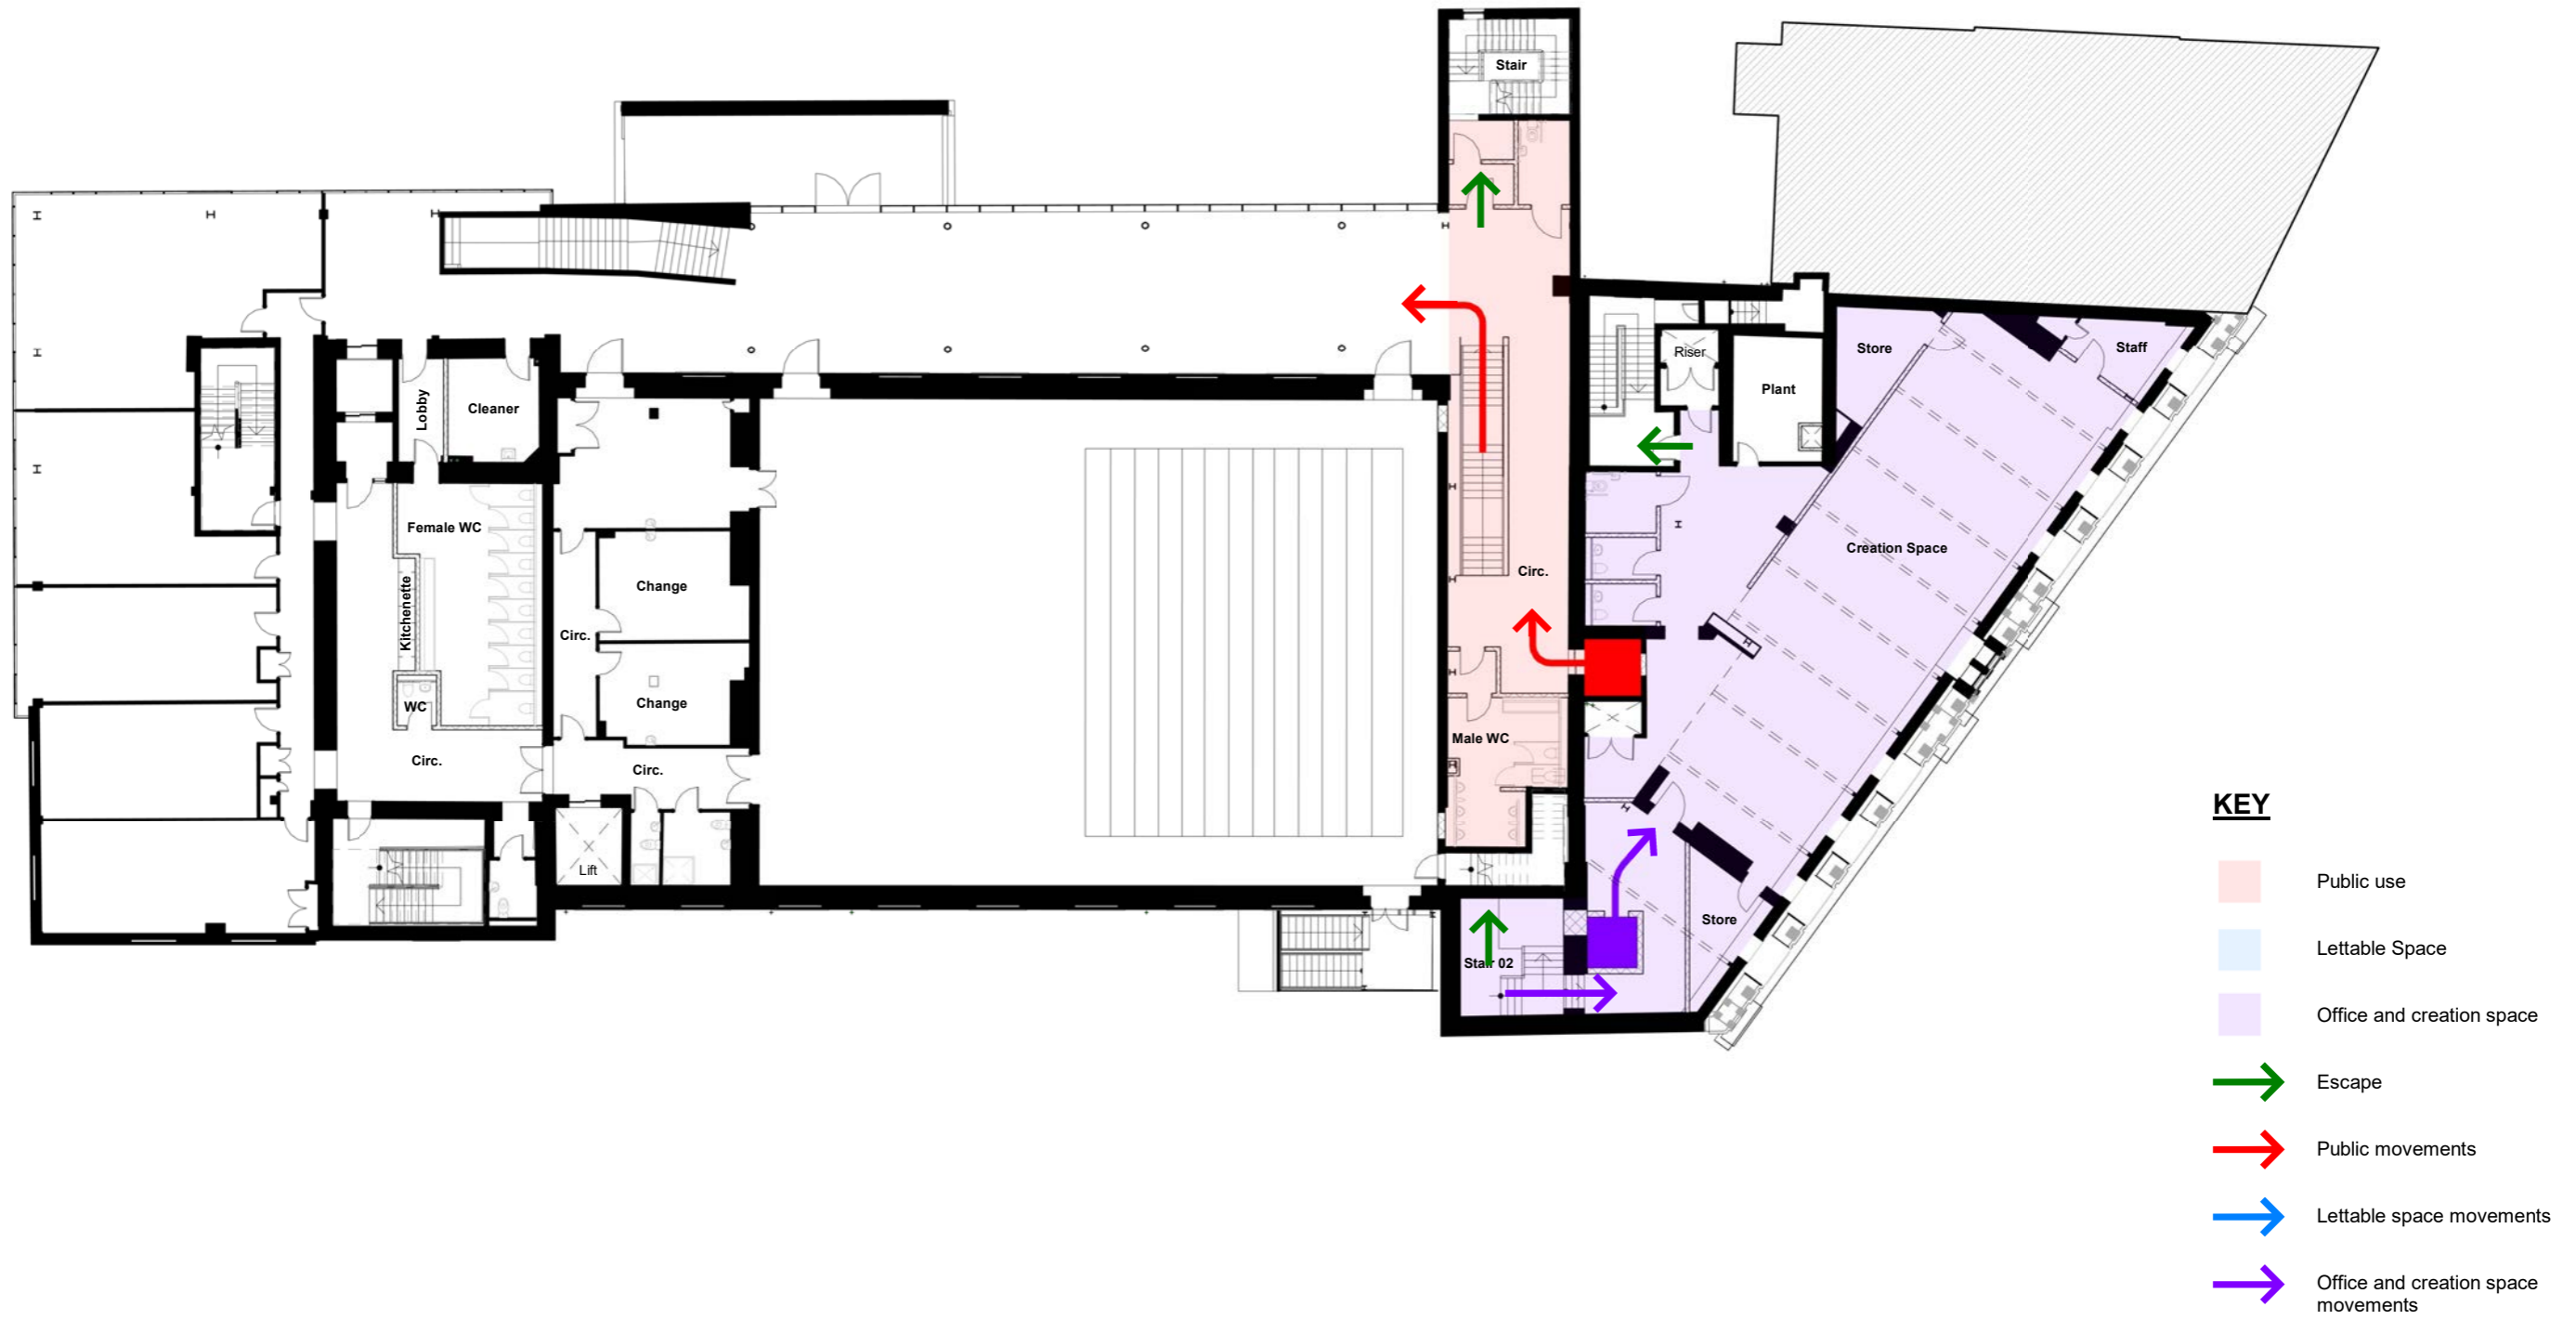 Stair
Riser
Store
Staff
Plant
Lobby
Cleaner
Female WC
Creation Space
Kitchenette
Change
Circ.
Circ.
Change
WC
Male WC
Circ.
Circ.
Lift
Store
Stair 02
KEY
Public use
Lettable Space
Office and creation space
Escape
Public movements
Lettable space movements
Office and creation space
movements